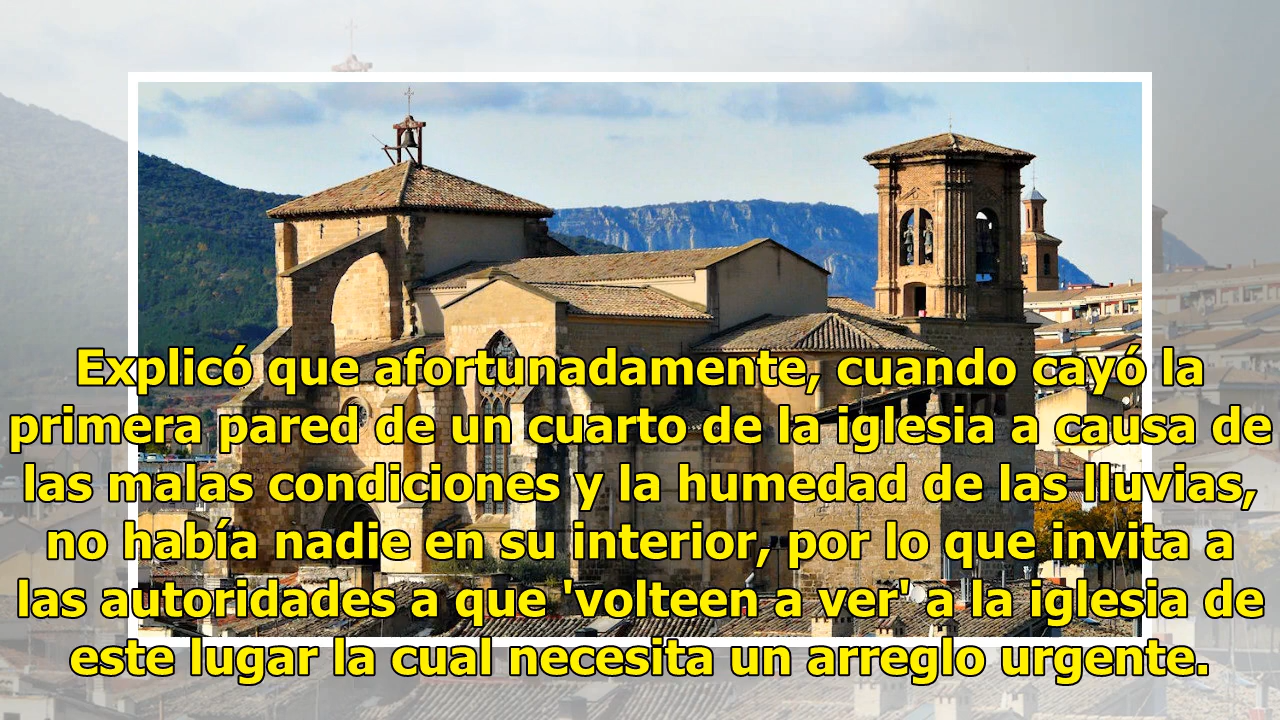 Explicó que afortunadamente, cuando cayó la
primera pared de un cuarto de la iglesia a causa de
las malas condiciones y la humedad de las lluvias,
no había nadie en su interior, por lo que invita a
las autoridades a que 'volteen a ver' a la iglesia de
este lugar la cual necesita un arreglo urgente.